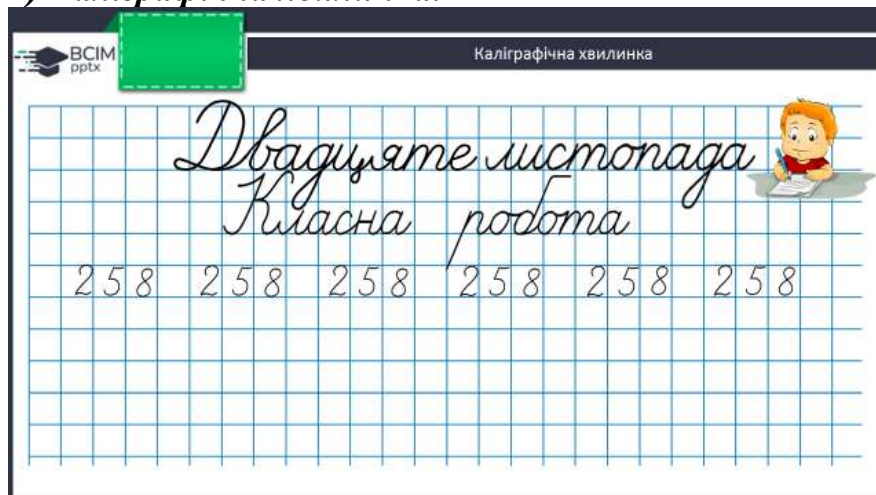 ВСІМ
pptx
Каліграфічна хвилинка
Двадцяте листопада
Класна робота
258 258 258 258 258 258